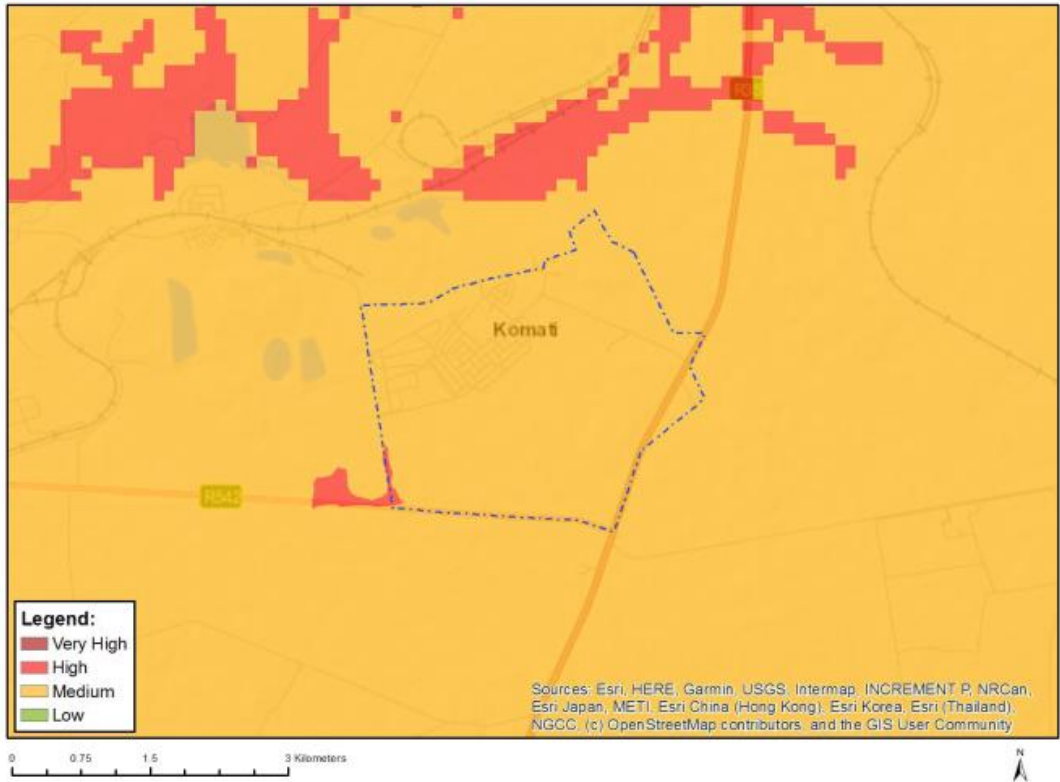 Komati
R542
Legend:
Very High
High
Medium
Low
Sources: Esri, HERE, Garmin, USGS, Intermap, INCREMENT P, NRCan,
Esri Japan, METI, Esri China (Hong Kong), Esri Korea, Esri (Thailand),
NGCC, (c) OpenStreetMap contributors, and the GIS User Community
0 0.75 1.5 3 Kilometers
N